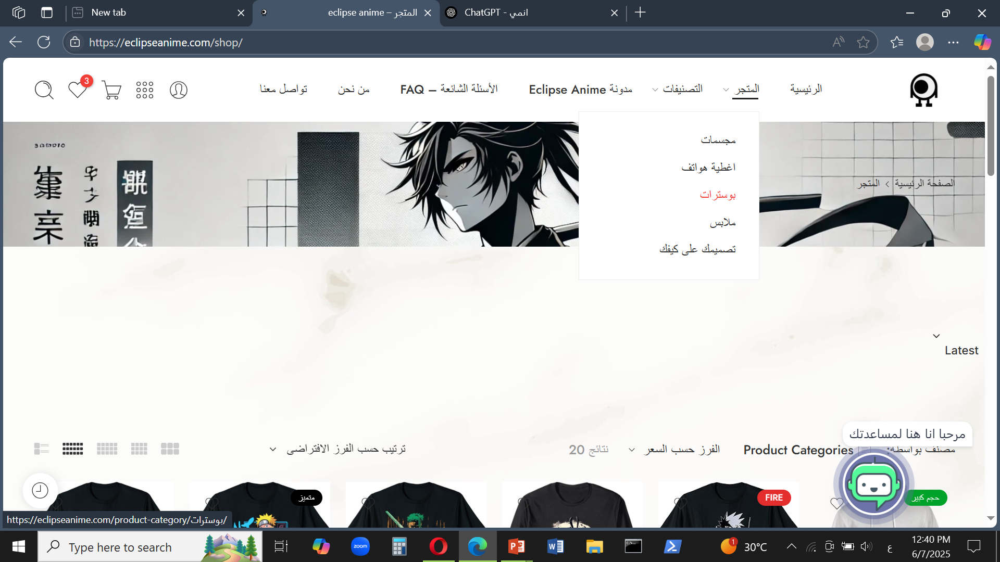 New tab
eclipse anime – المتجر
ChatGPT - انمي
https://eclipseanime.com/shop/
الرئيسية
المتجر
التصنيفات
مدونة Eclipse Anime
الأسئلة الشائعة – FAQ
من نحن
تواصل معنا
3
مجسمات
اغطية هواتف
بوسترات
ملابس
تصميمك على كيفك
الصفحة الرئيسية > المتجر
Latest
مرحبا انا هنا لمساعدتك
مصنف بواسطة:
Product Categories
الفرز حسب السعر
20 نتائج
ترتيب حسب الفرز الافتراضى
متميز
FIRE
حجم كبير
https://eclipseanime.com/product-category/بوسترات/
Type here to search
zoom
1
30°C
ع
12:40 PM
6/7/2025